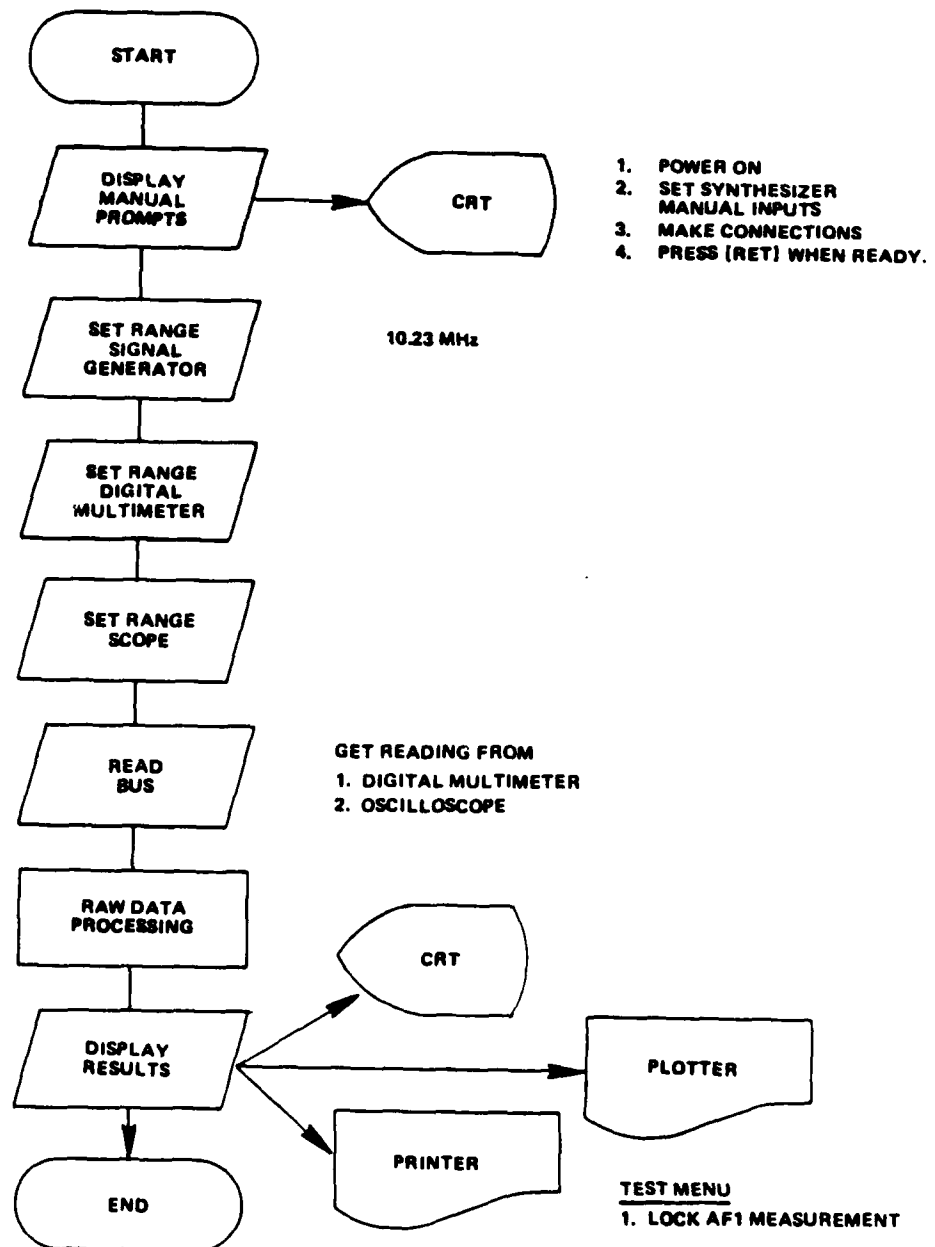 START
DISPLAY
MANUAL
PROMPTS
CRT
1. POWER ON
2. SET SYNTHESIZER
MANUAL INPUTS
3. MAKE CONNECTIONS
4. PRESS [RET] WHEN READY.
SET RANGE
SIGNAL
GENERATOR
10.23 MHz
SET RANGE
DIGITAL
MULTIMETER
SET RANGE
SCOPE
READ
BUS
GET READING FROM
1. DIGITAL MULTIMETER
2. OSCILLOSCOPE
RAW DATA
PROCESSING
CRT
DISPLAY
RESULTS
PLOTTER
PRINTER
END
TEST MENU
1. LOCK AF1 MEASUREMENT